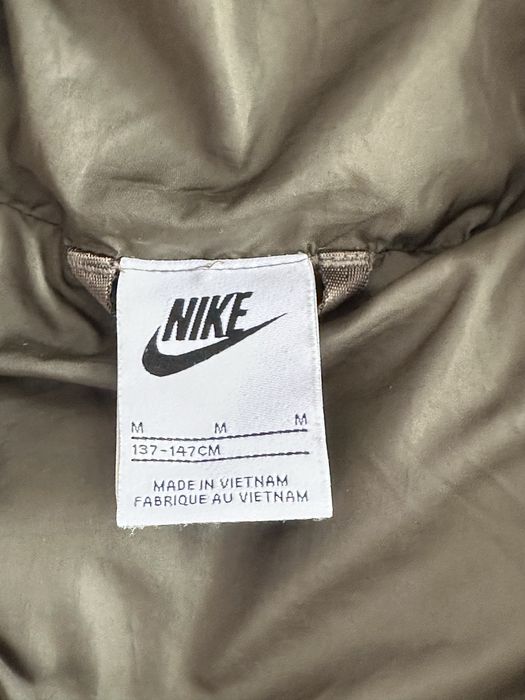 NIKE
M M M
137-147CM
MADE IN VIETNAM
FABRIQUE AU VIETNAM